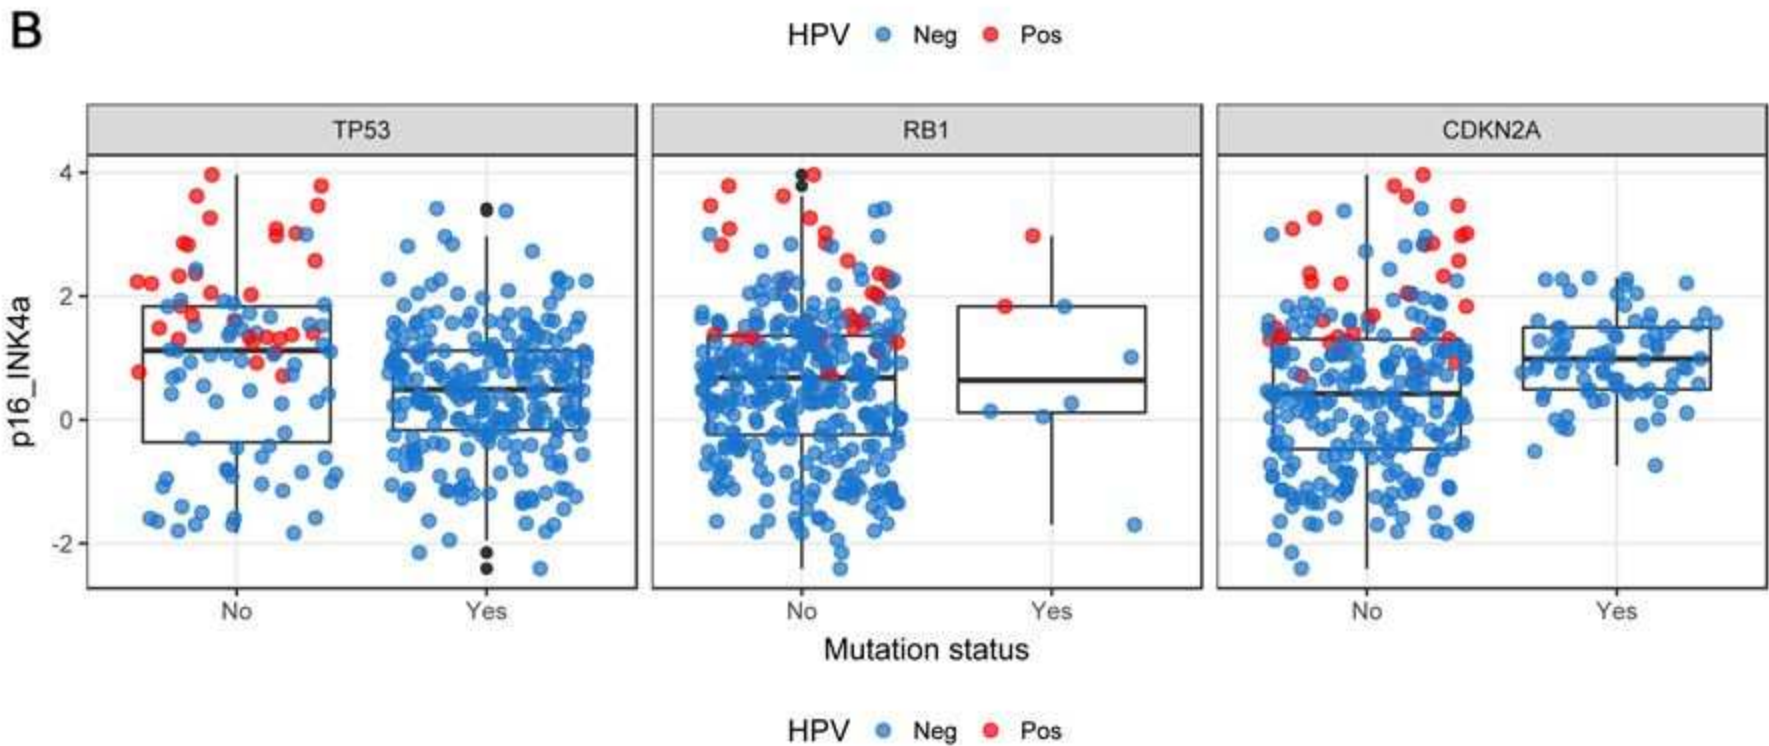 B
HPV Neg Pos
TP53 RB1 CDKN2A
4
2
0
-2
p16_INK4a
No Yes No Yes No Yes
Mutation status
HPV Neg Pos